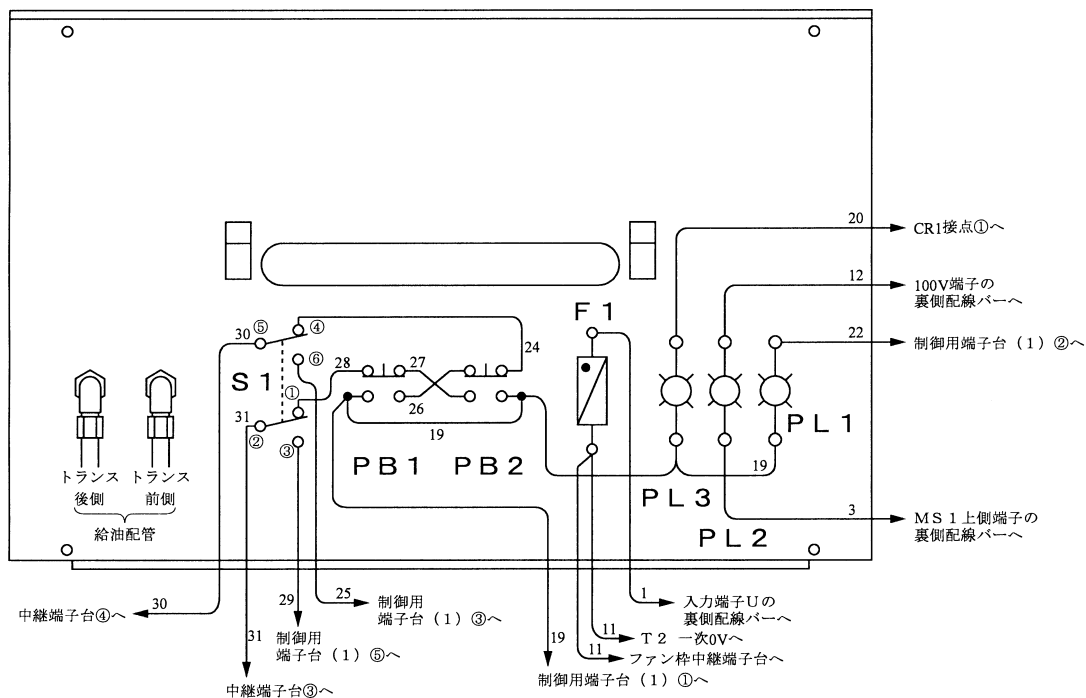 20
CR1接点①へ
12
100V端子の
裏側配線バーへ
F1
22
制御用端子台（1）②へ
⑤
④
30
⑥
24
S1
28
27
①
31
26
②
③
19
PB1
PB2
PL1
19
PL3
PL2
3
MS1上側端子の
裏側配線バーへ
トランス
後側
トランス
前側
給油配管
30
中継端子台④へ
31
中継端子台③へ
29
制御用
端子台（1）⑤へ
25
制御用
端子台（1）③へ
19
制御用端子台（1）①へ
1
入力端子Uの
裏側配線バーへ
11
T2 一次0Vへ
11
ファン枠中継端子台へ